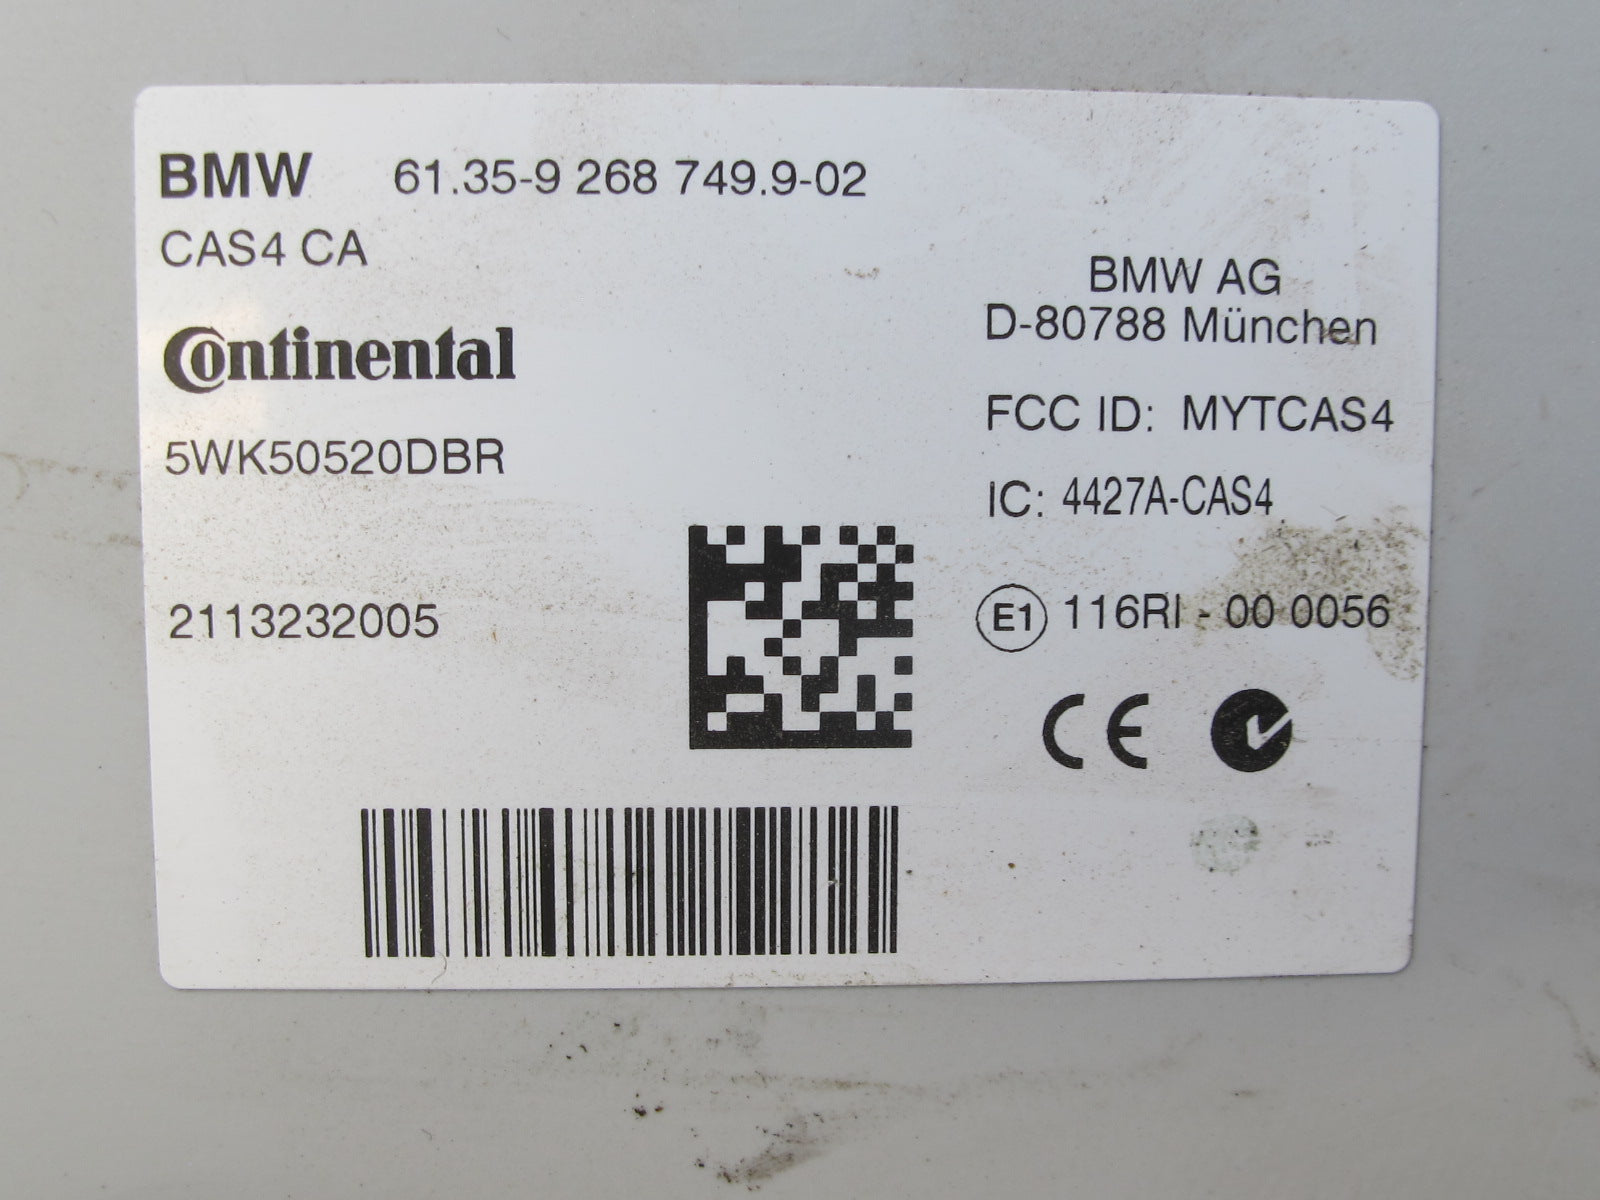 BMW 61.35-9 268 749.9-02
CAS4 CA
Continental
5WK50520DBR
2113232005
BMW AG
D-80788 München
FCC ID: MYTCAS4
IC: 4427A-CAS4
E1 116RI - 00 0056
CE